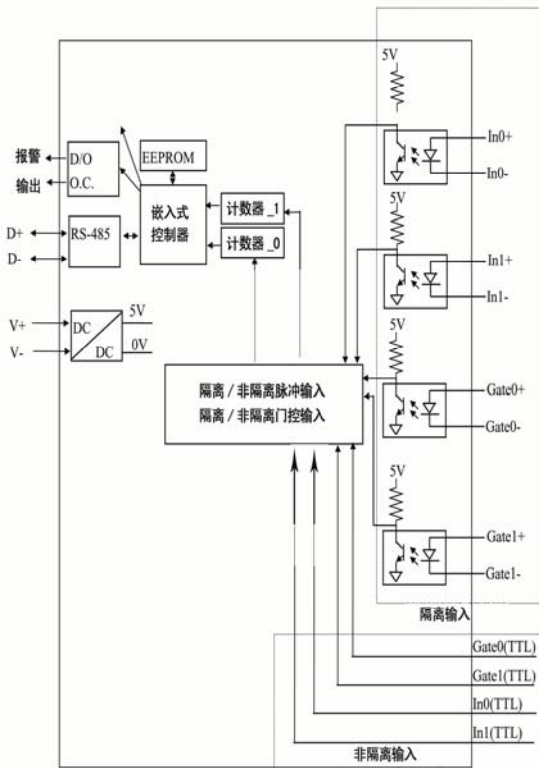 5V
In0+
In0-
报警
D/O
输出
O.C.
EEPROM
嵌入式
控制器
计数器_1
计数器_0
5V
In1+
In1-
D+
D-
RS-485
V+
V-
DC
DC
5V
0V
5V
Gate0+
Gate0-
隔离/非隔离脉冲输入
隔离/非隔离门控输入
5V
Gate1+
Gate1-
隔离输入
Gate0(TTL)
Gate1(TTL)
In0(TTL)
In1(TTL)
非隔离输入